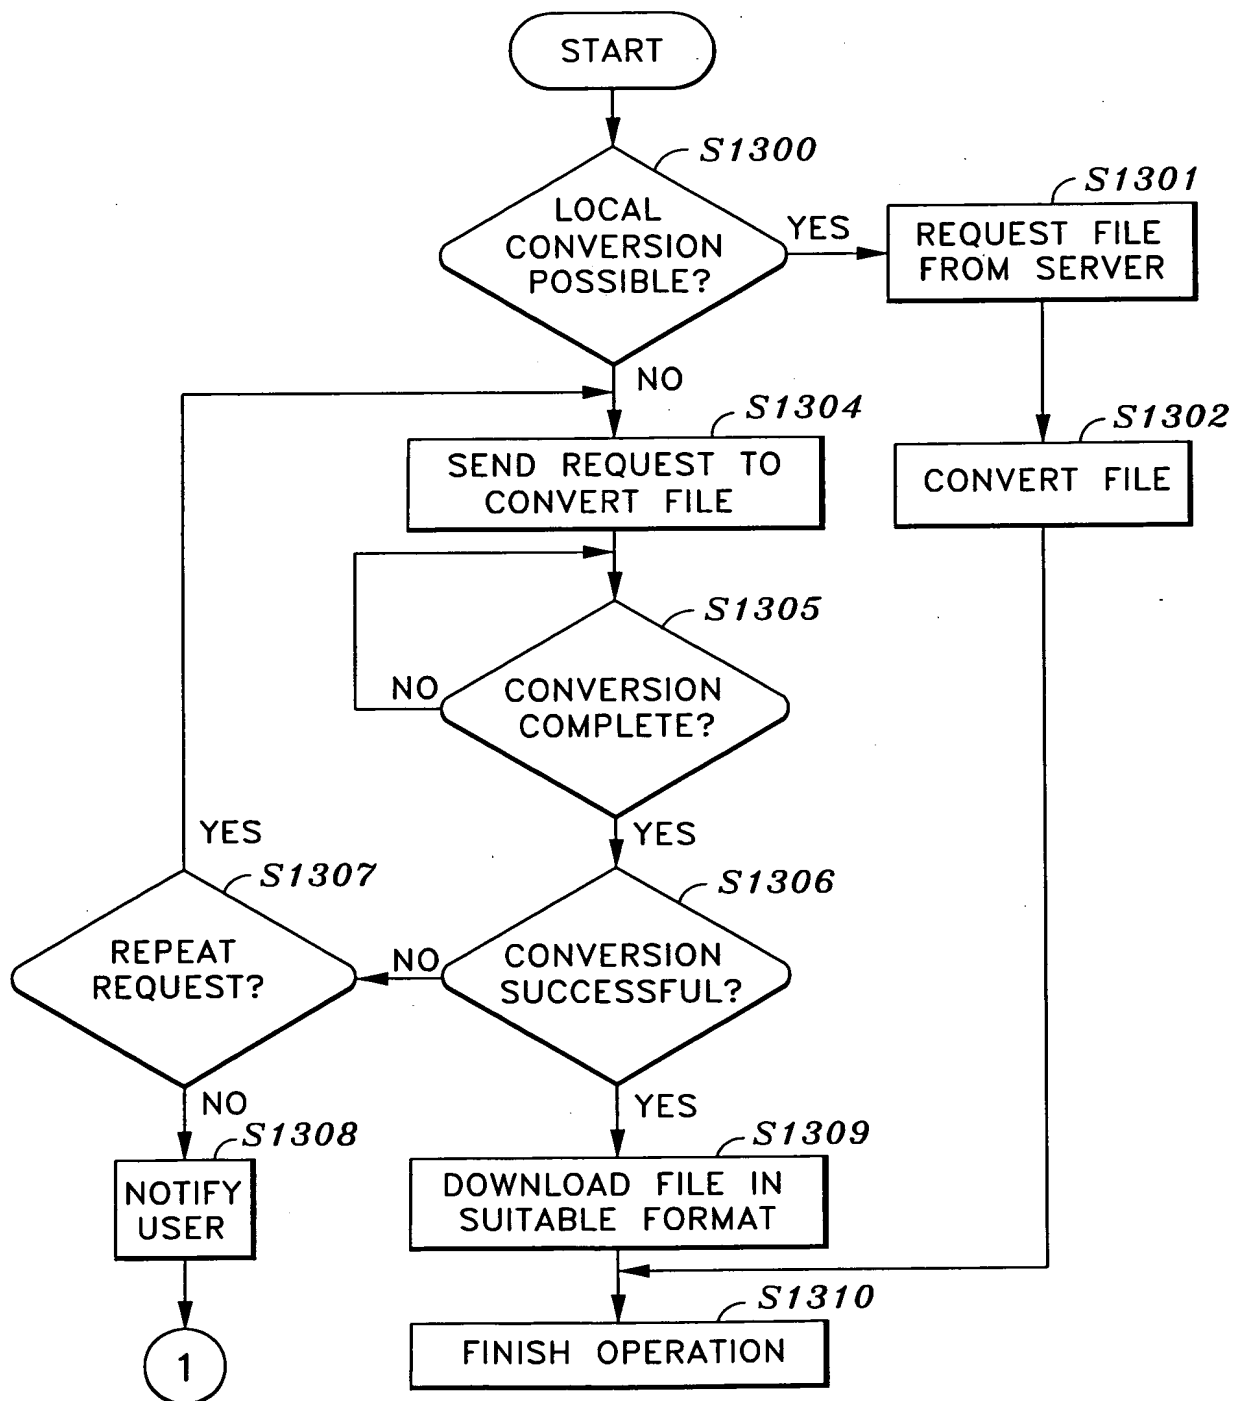 START
S1300
LOCAL
CONVERSION
POSSIBLE?
YES
S1301
REQUEST FILE
FROM SERVER
NO
S1304
SEND REQUEST TO
CONVERT FILE
S1302
CONVERT FILE
S1305
CONVERSION
COMPLETE?
NO
YES
YES
S1307
REPEAT
REQUEST?
S1306
CONVERSION
SUCCESSFUL?
NO
NO
S1308
NOTIFY
USER
YES
S1309
DOWNLOAD FILE IN
SUITABLE FORMAT
S1310
FINISH OPERATION
1